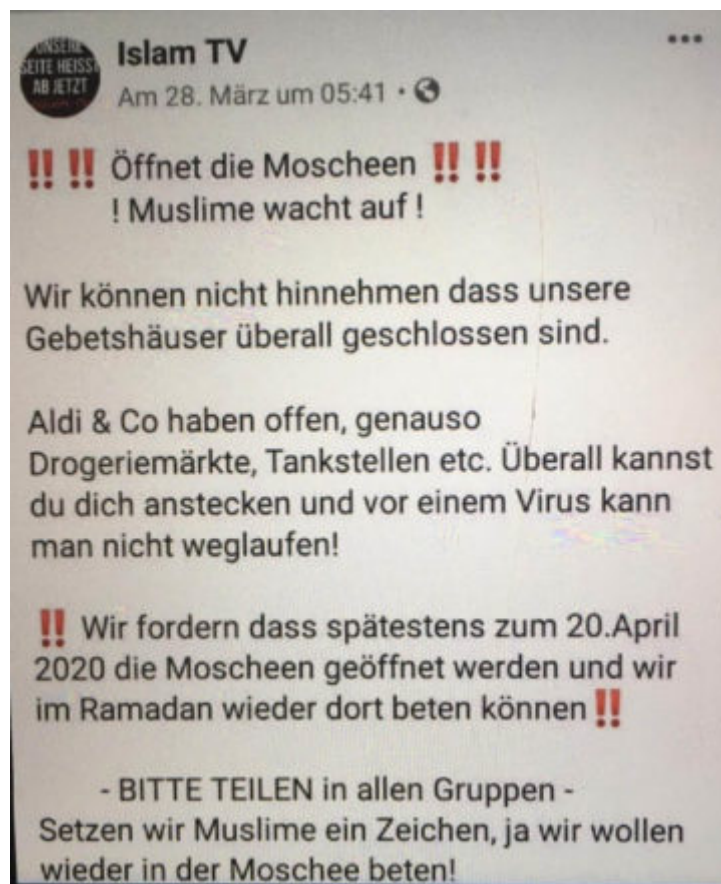 UNSERE
SEITE HEISST
AB JETZT
Islam TV
Am 28. März um 05:41 ·
‼️ ‼️ Öffnet die Moscheen ‼️ ‼️
! Muslime wacht auf !
Wir können nicht hinnehmen dass unsere
Gebetshäuser überall geschlossen sind.
Aldi & Co haben offen, genauso
Drogeriemärkte, Tankstellen etc. Überall kannst
du dich anstecken und vor einem Virus kann
man nicht weglaufen!
‼️ Wir fordern dass spätestens zum 20.April
2020 die Moscheen geöffnet werden und wir
im Ramadan wieder dort beten können‼️
- BITTE TEILEN in allen Gruppen -
Setzen wir Muslime ein Zeichen, ja wir wollen
wieder in der Moschee beten!